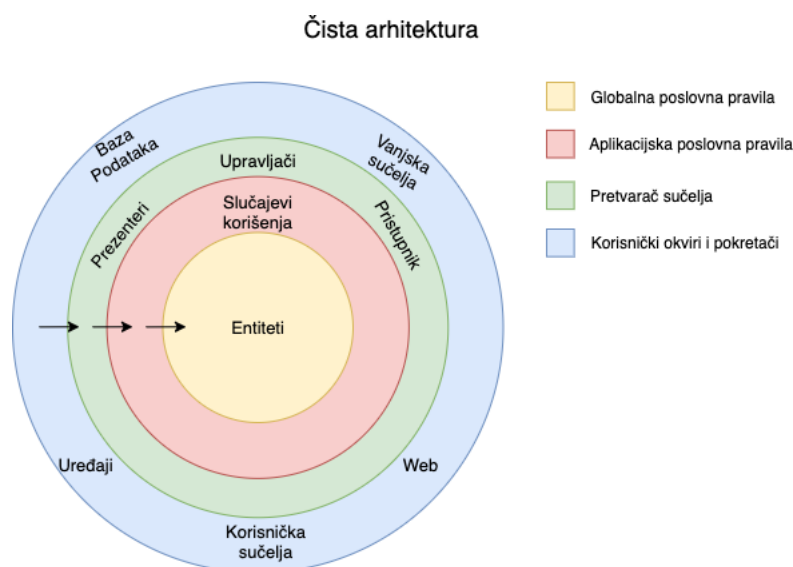 Čista arhitektura
Baza
Podataka
Vanjska
sučelja
Upravljači
Prezenteri
Pristupnik
Slučajevi
korišenja
Entiteti
Uređaji
Web
Korisnička
sučelja
Globalna poslovna pravila
Aplikacijska poslovna pravila
Pretvarač sučelja
Korisnički okviri i pokretači